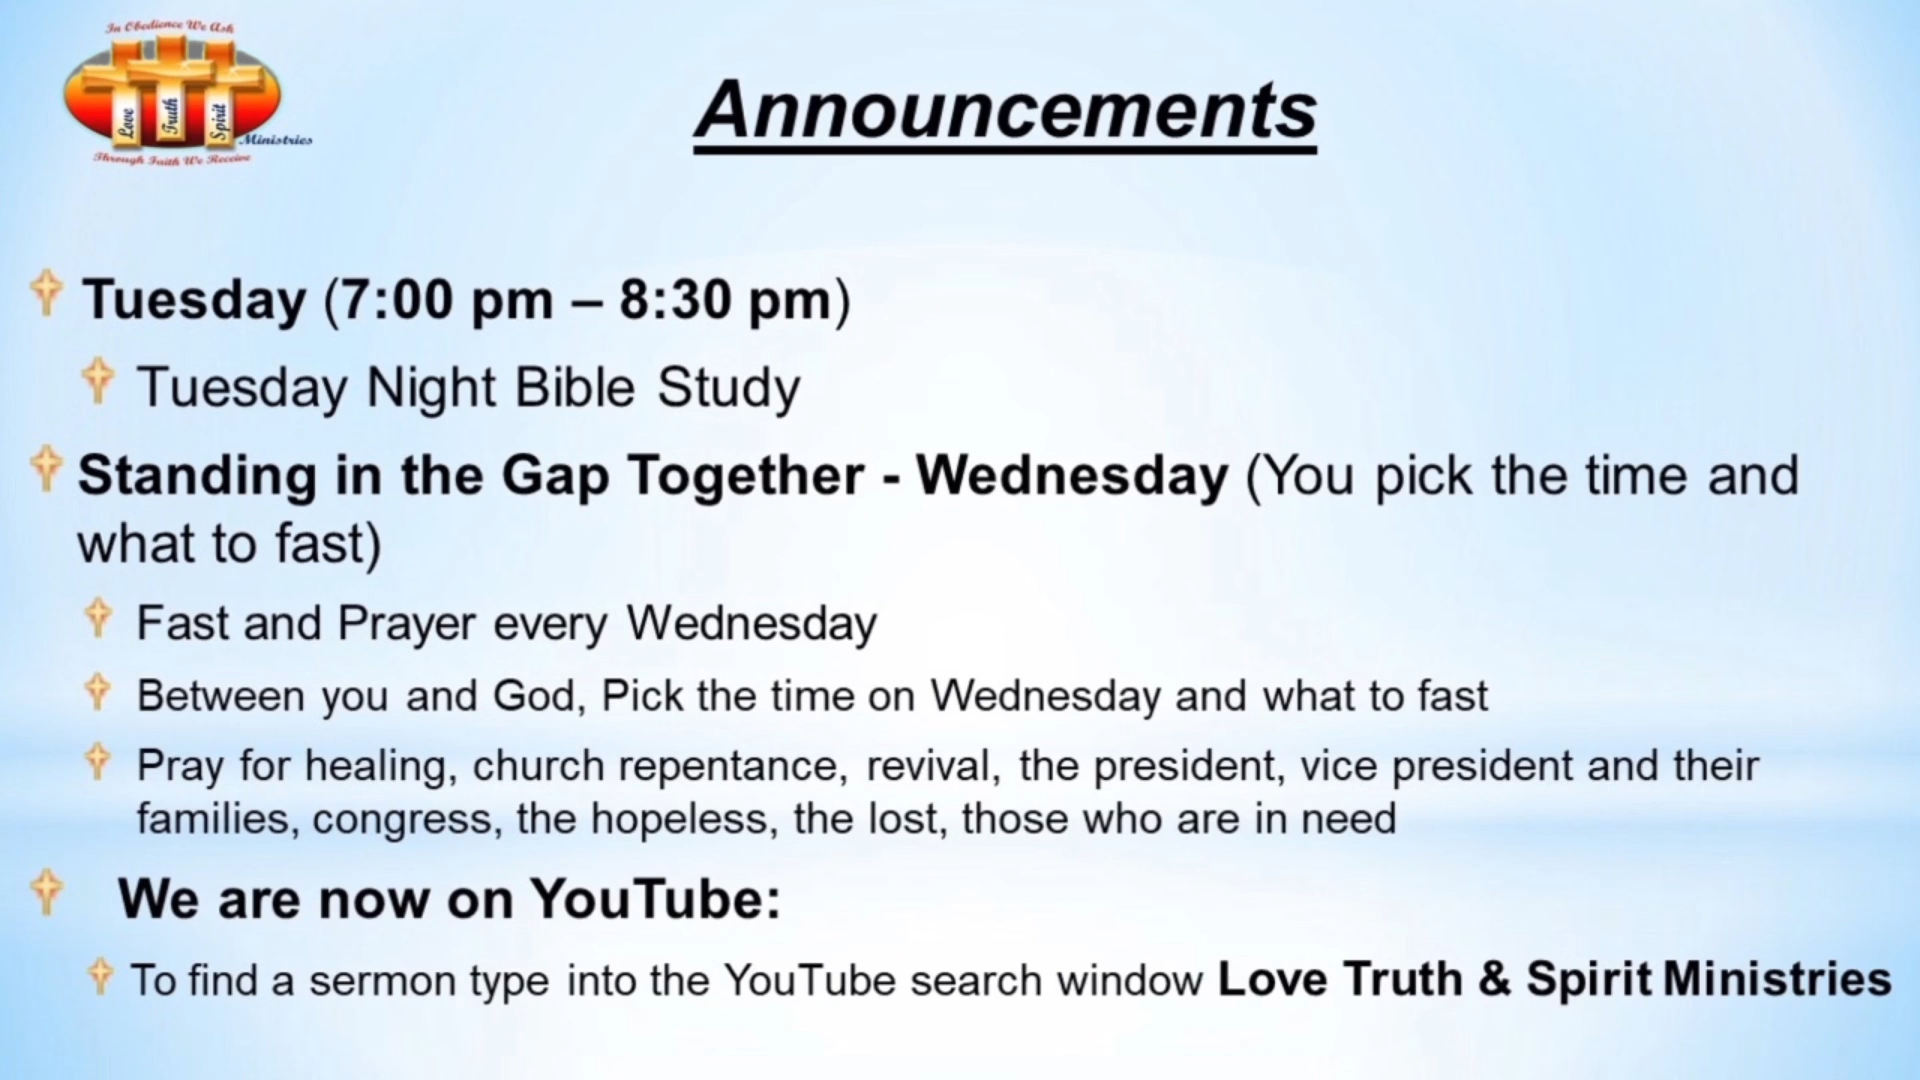 In Obedience We Ask
Love
Truth
Spirit
Ministries
Through Faith We Receive
Announcements
Tuesday (7:00 pm – 8:30 pm)
Tuesday Night Bible Study
Standing in the Gap Together - Wednesday (You pick the time and
what to fast)
Fast and Prayer every Wednesday
Between you and God, Pick the time on Wednesday and what to fast
Pray for healing, church repentance, revival, the president, vice president and their
families, congress, the hopeless, the lost, those who are in need
We are now on YouTube:
To find a sermon type into the YouTube search window Love Truth & Spirit Ministries